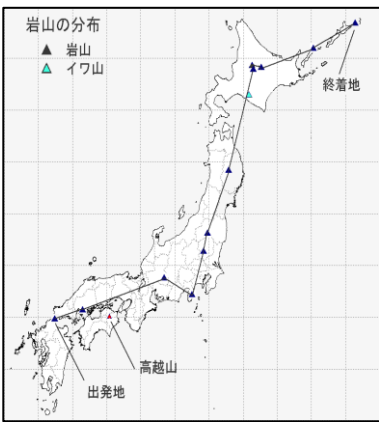 岩山の分布
岩山
イワ山
終着地
高越山
出発地